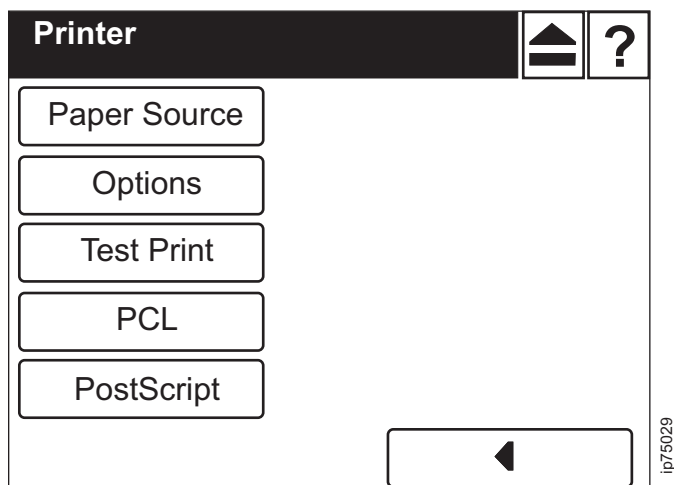 Printer
?
Paper Source
Options
Test Print
PCL
PostScript
ip75029